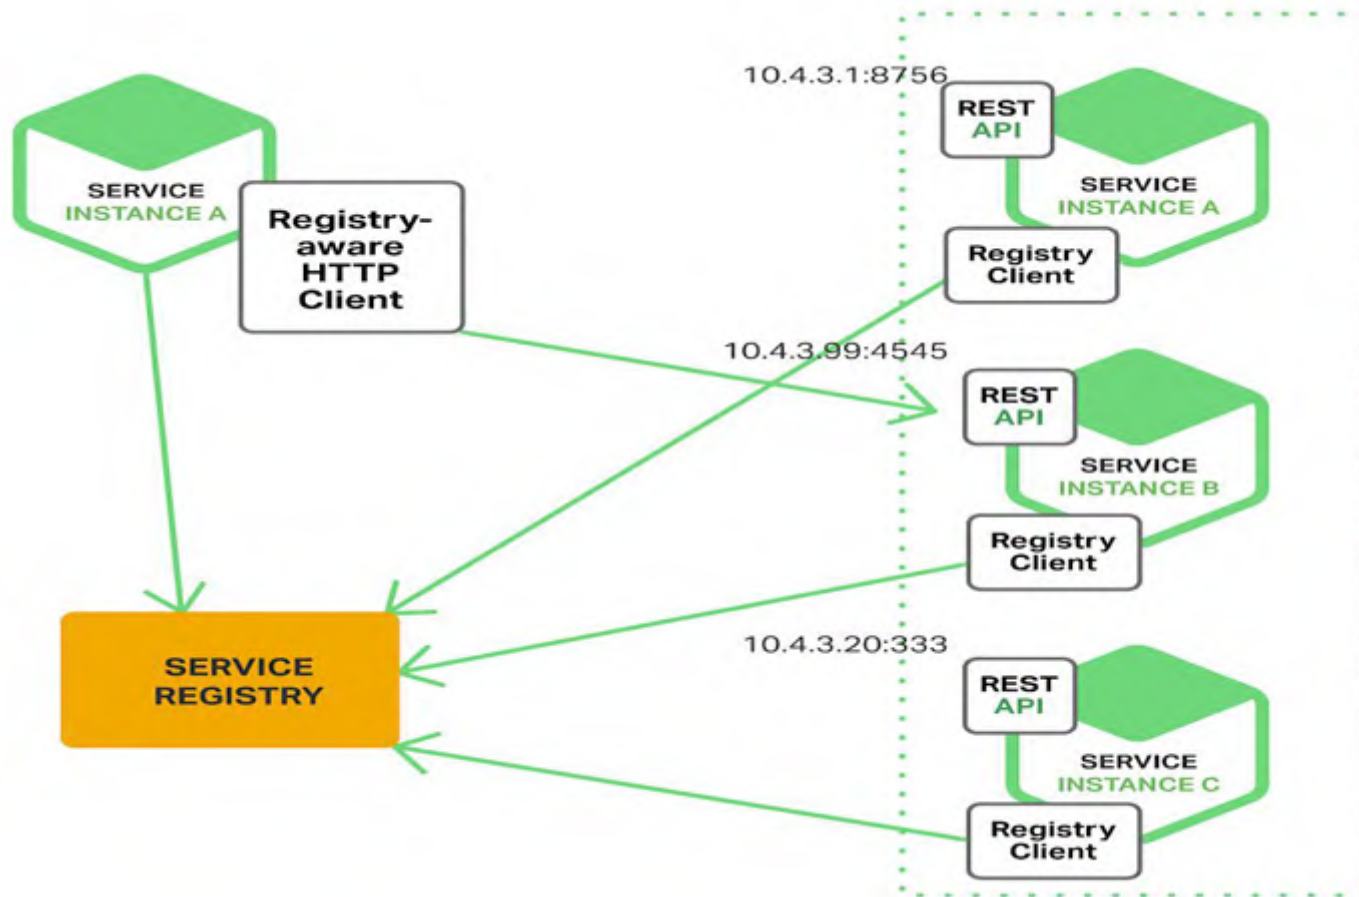 SERVICE
INSTANCE A
Registry-
aware
HTTP
Client
SERVICE
REGISTRY
10.4.3.1:8756
REST
API
SERVICE
INSTANCE A
Registry
Client
10.4.3.99:4545
REST
API
SERVICE
INSTANCE B
Registry
Client
10.4.3.20:333
REST
API
SERVICE
INSTANCE C
Registry
Client